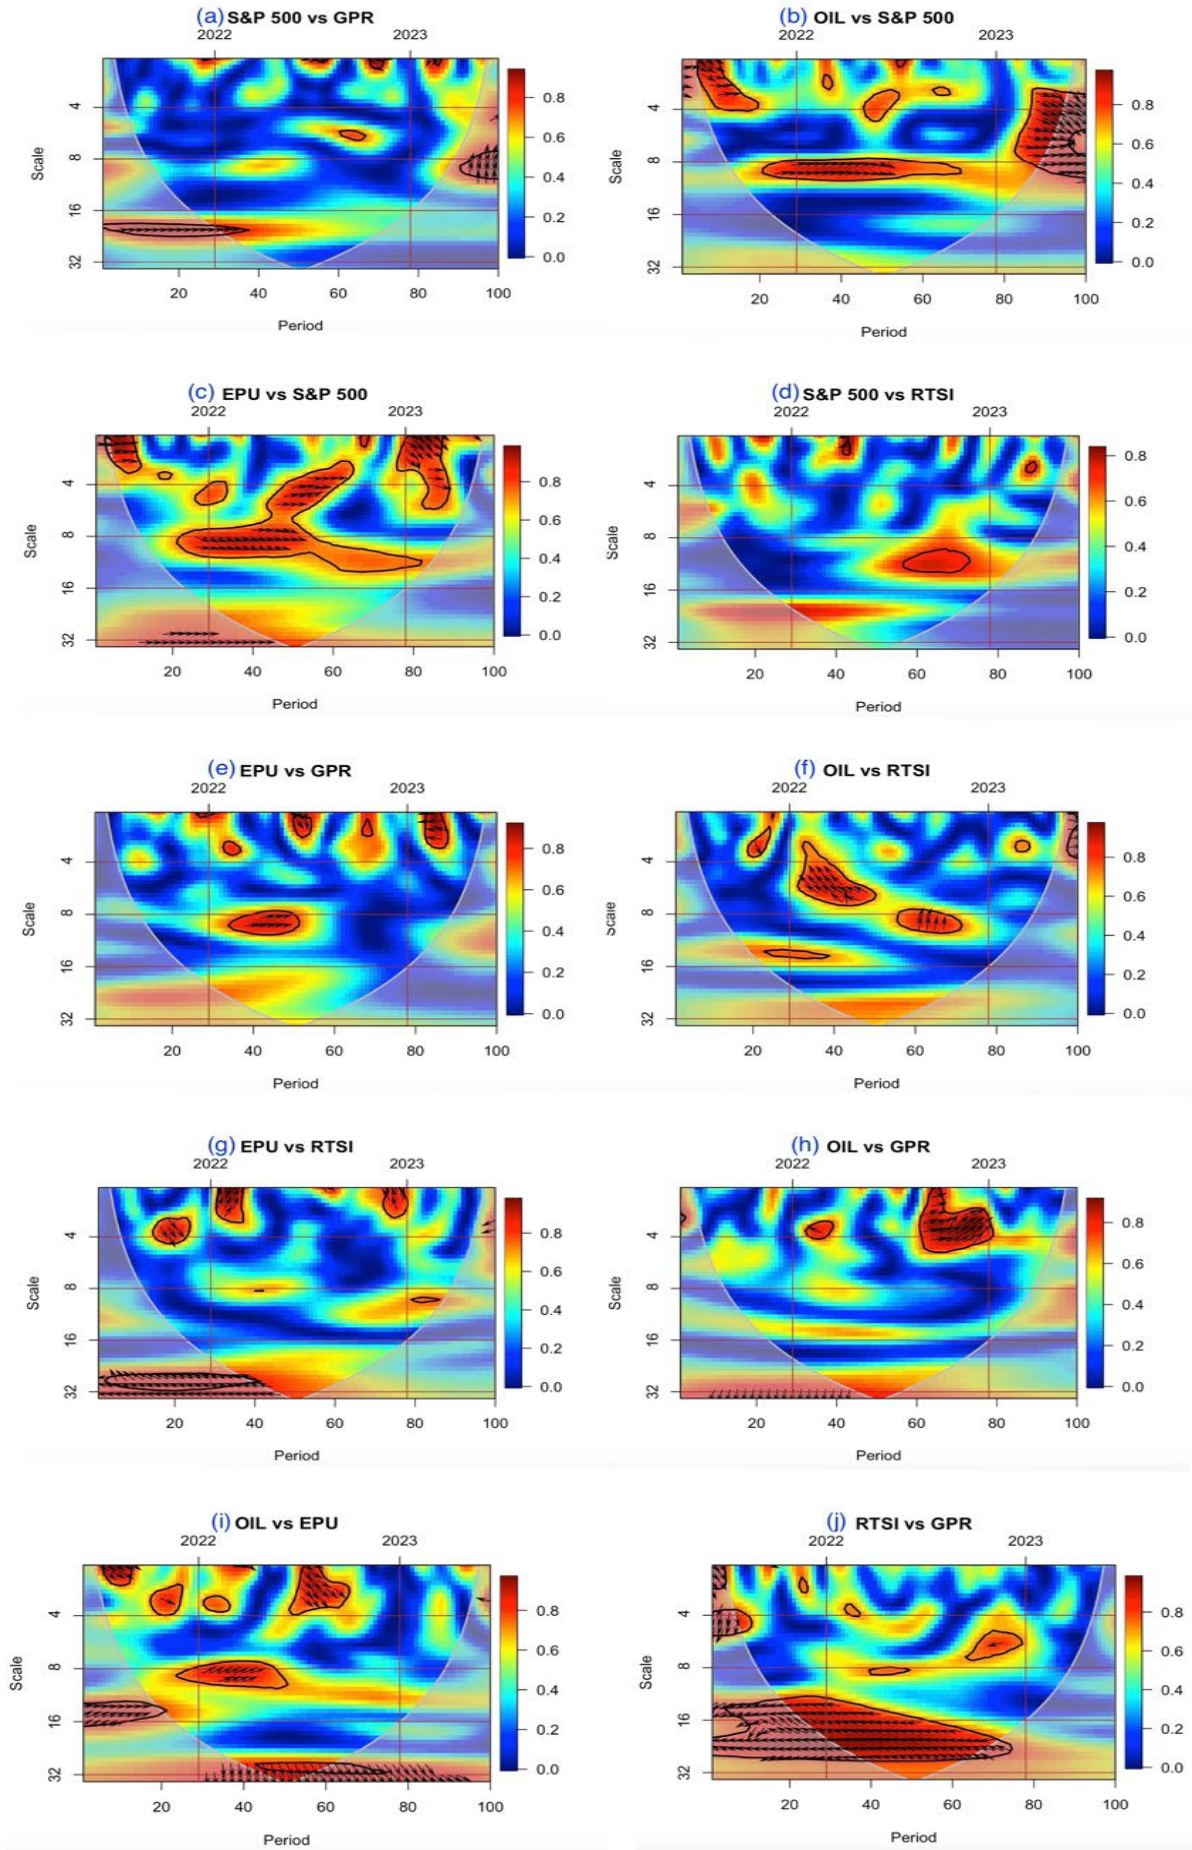 (a) S&P 500 vs GPR
2022 2023
Scale
4
8
16
32
0.8
0.6
0.4
0.2
0.0
20 40 60 80 100
Period
(b) OIL vs S&P 500
2022 2023
Scale
4
8
16
32
0.8
0.6
0.4
0.2
0.0
20 40 60 80 100
Period
(c) EPU vs S&P 500
2022 2023
Scale
4
8
16
32
0.8
0.6
0.4
0.2
0.0
20 40 60 80 100
Period
(d) S&P 500 vs RTSI
2022 2023
Scale
4
8
16
32
0.8
0.6
0.4
0.2
0.0
20 40 60 80 100
Period
(e) EPU vs GPR
2022 2023
Scale
4
8
16
32
0.8
0.6
0.4
0.2
0.0
20 40 60 80 100
Period
(f) OIL vs RTSI
2022 2023
Scale
4
8
16
32
0.8
0.6
0.4
0.2
0.0
20 40 60 80 100
Period
(g) EPU vs RTSI
2022 2023
Scale
4
8
16
32
0.8
0.6
0.4
0.2
0.0
20 40 60 80 100
Period
(h) OIL vs GPR
2022 2023
Scale
4
8
16
32
0.8
0.6
0.4
0.2
0.0
20 40 60 80 100
Period
(i) OIL vs EPU
2022 2023
Scale
4
8
16
32
0.8
0.6
0.4
0.2
0.0
20 40 60 80 100
Period
(j) RTSI vs GPR
2022 2023
Scale
4
8
16
32
0.8
0.6
0.4
0.2
0.0
20 40 60 80 100
Period